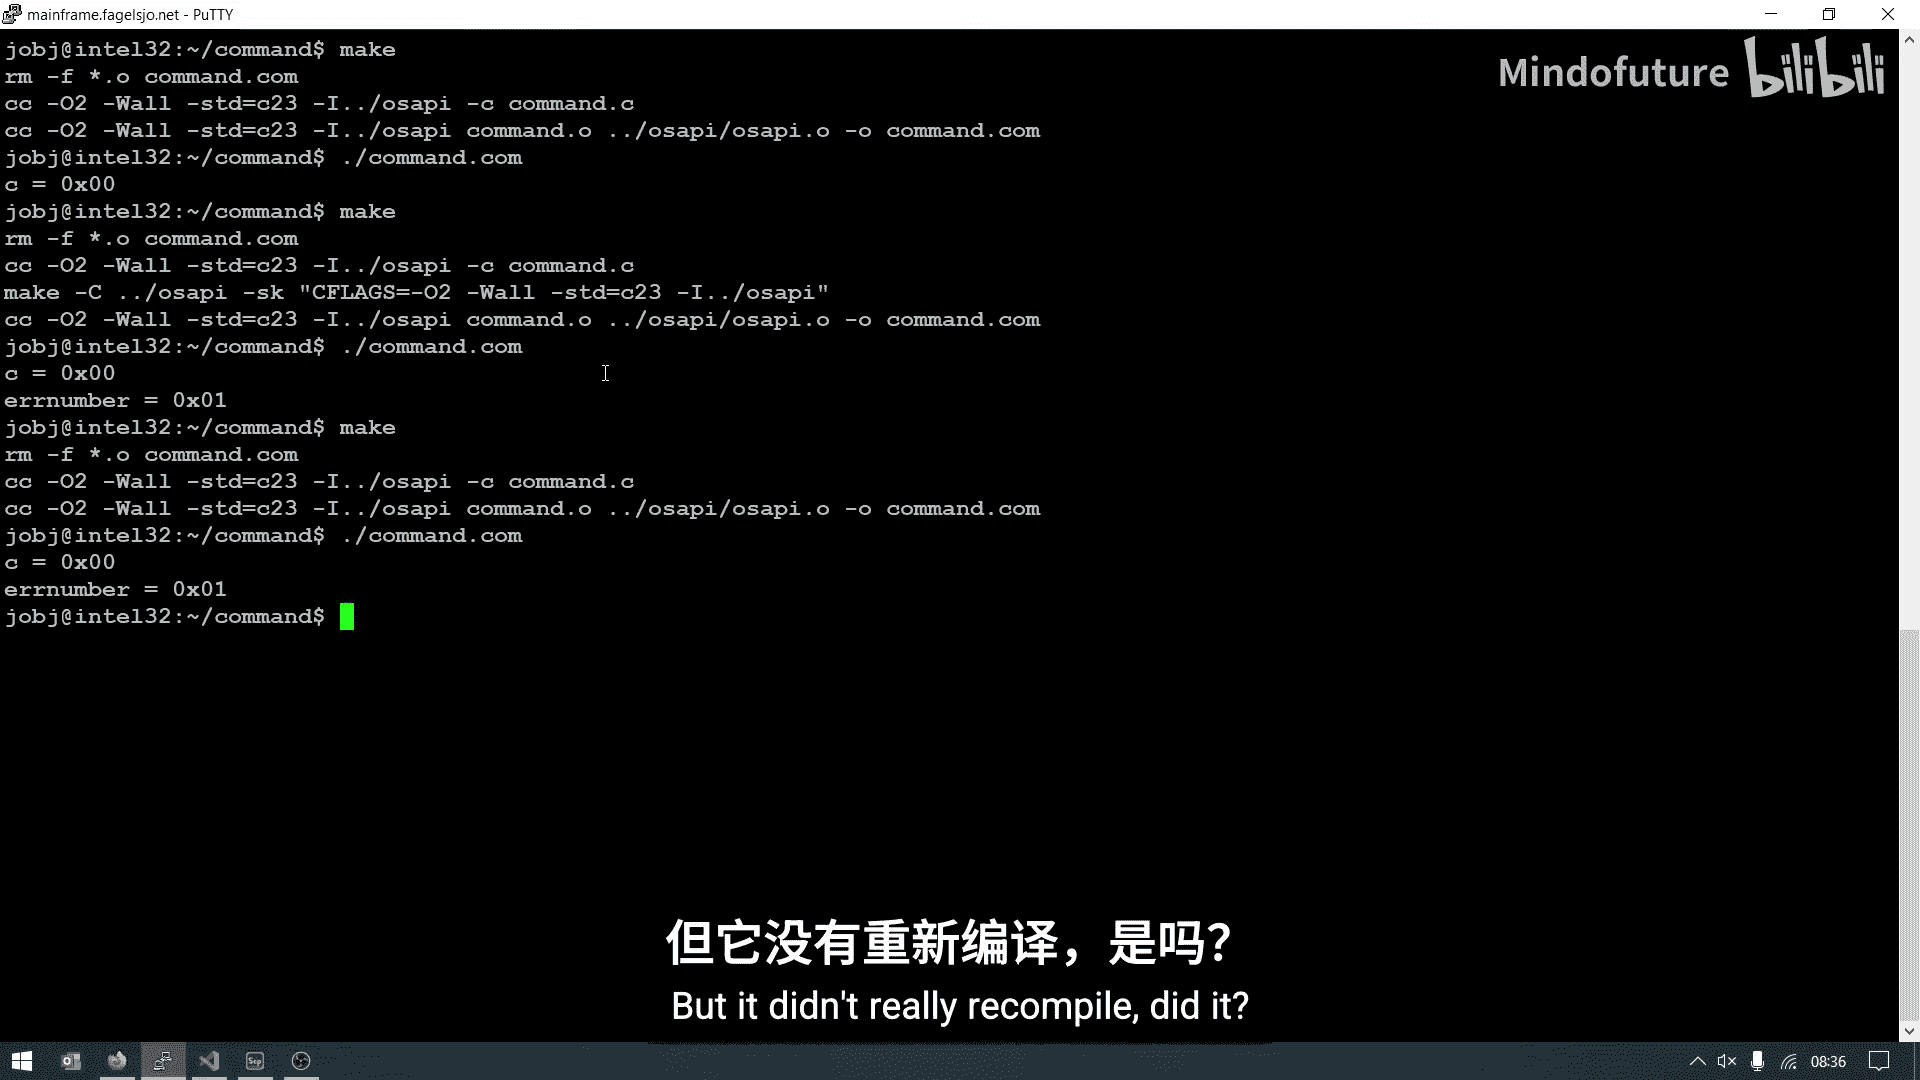 mainframe.fagelsjo.net - PuTTY
jobj@intel32:~/command$ make
rm -f *.o command.com
cc -O2 -Wall -std=c23 -I../osapi -c command.c
cc -O2 -Wall -std=c23 -I../osapi command.o ../osapi/osapi.o -o command.com
jobj@intel32:~/command$ ./command.com
c = 0x00
jobj@intel32:~/command$ make
rm -f *.o command.com
cc -O2 -Wall -std=c23 -I../osapi -c command.c
make -C ../osapi -sk "CFLAGS=-O2 -Wall -std=c23 -I../osapi"
cc -O2 -Wall -std=c23 -I../osapi command.o ../osapi/osapi.o -o command.com
jobj@intel32:~/command$ ./command.com
c = 0x00
errnumber = 0x01
jobj@intel32:~/command$ make
rm -f *.o command.com
cc -O2 -Wall -std=c23 -I../osapi -c command.c
cc -O2 -Wall -std=c23 -I../osapi command.o ../osapi/osapi.o -o command.com
jobj@intel32:~/command$ ./command.com
c = 0x00
errnumber = 0x01
jobj@intel32:~/command$
Mindofuture bilibili
但它没有重新编译，是吗？
But it didn't really recompile, did it?
08:36